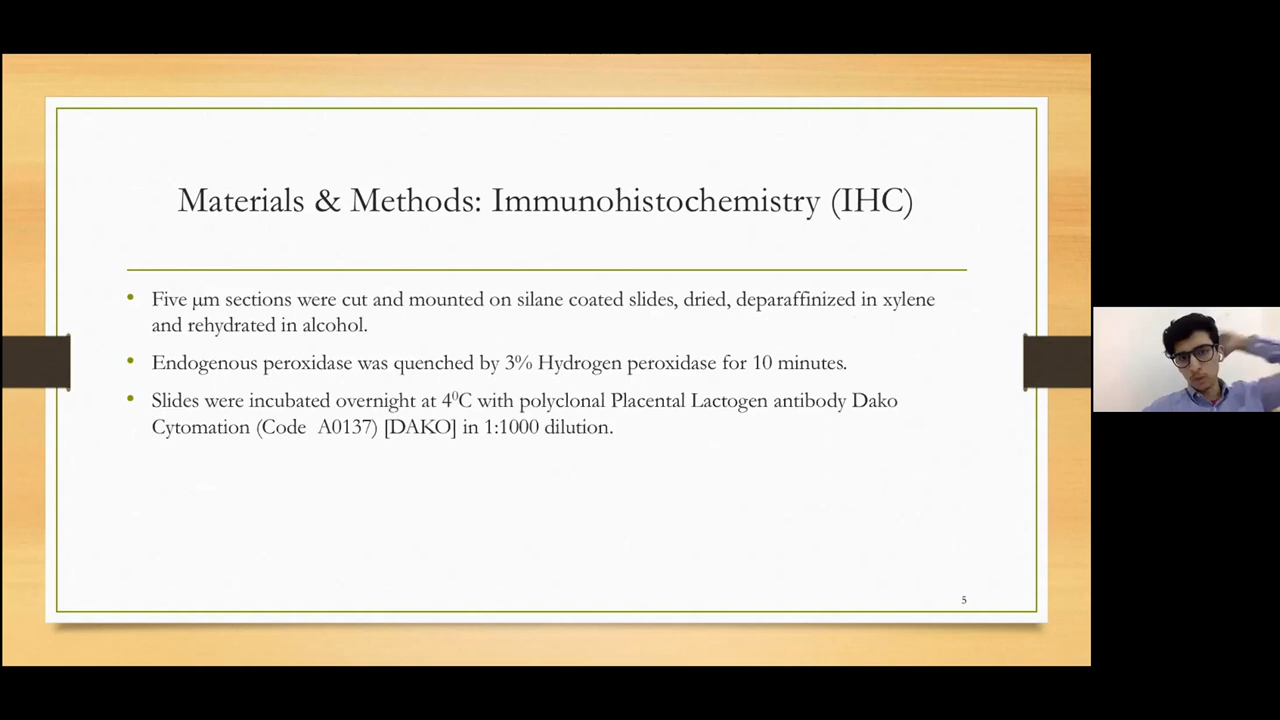 Materials & Methods: Immunohistochemistry (IHC)
• Five µm sections were cut and mounted on silane coated slides, dried, deparaffinized in xylene
and rehydrated in alcohol.
• Endogenous peroxidase was quenched by 3% Hydrogen peroxidase for 10 minutes.
• Slides were incubated overnight at 4⁰C with polyclonal Placental Lactogen antibody Dako
Cytomation (Code A0137) [DAKO] in 1:1000 dilution.
5